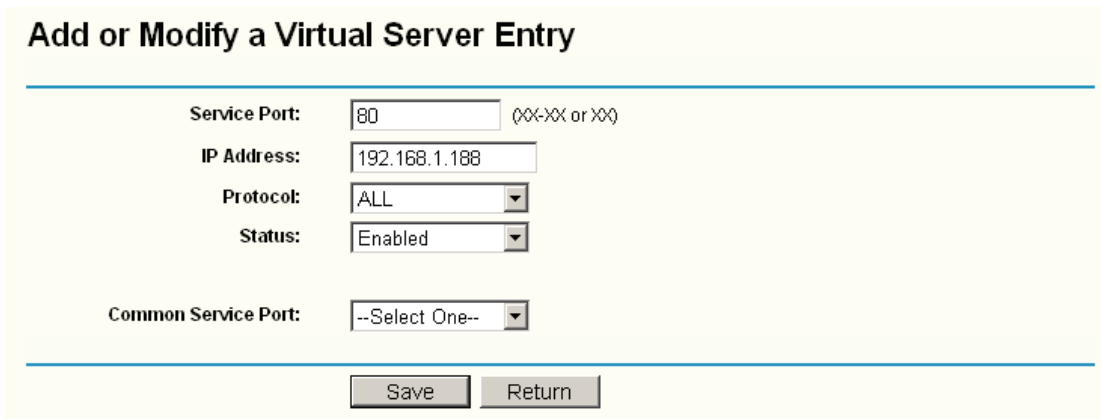 Add or Modify a Virtual Server Entry
Service Port: 80 (XX-XX or XX)
IP Address: 192.168.1.188
Protocol: ALL
Status: Enabled
Common Service Port: --Select One--
Save Return